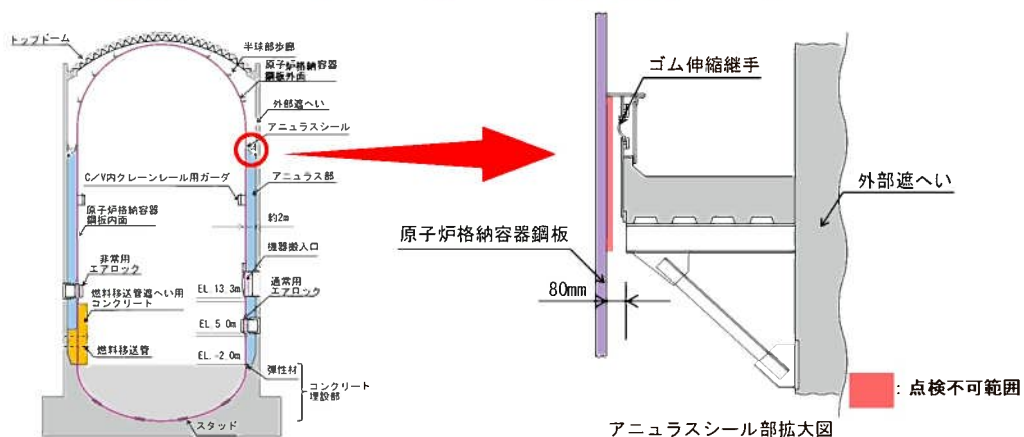 トップドーム
半球部歩廊
原子炉格納容器
鋼板外面
外部遮へい
アニュラスシール
C/V内クレーンレール用ガーダ
アニュラス部
原子炉格納容器
鋼板内面
約2m
機器搬入口
非常用
エアロック
通常用
エアロック
EL.13.3m
燃料移送管遮へい用
コンクリート
EL.5.0m
燃料移送管
EL.-2.0m
弾性材
コンクリート
埋設部
スタッド
ゴム伸縮継手
外部遮へい
原子炉格納容器鋼板
80mm
: 点検不可範囲
アニュラスシール部拡大図